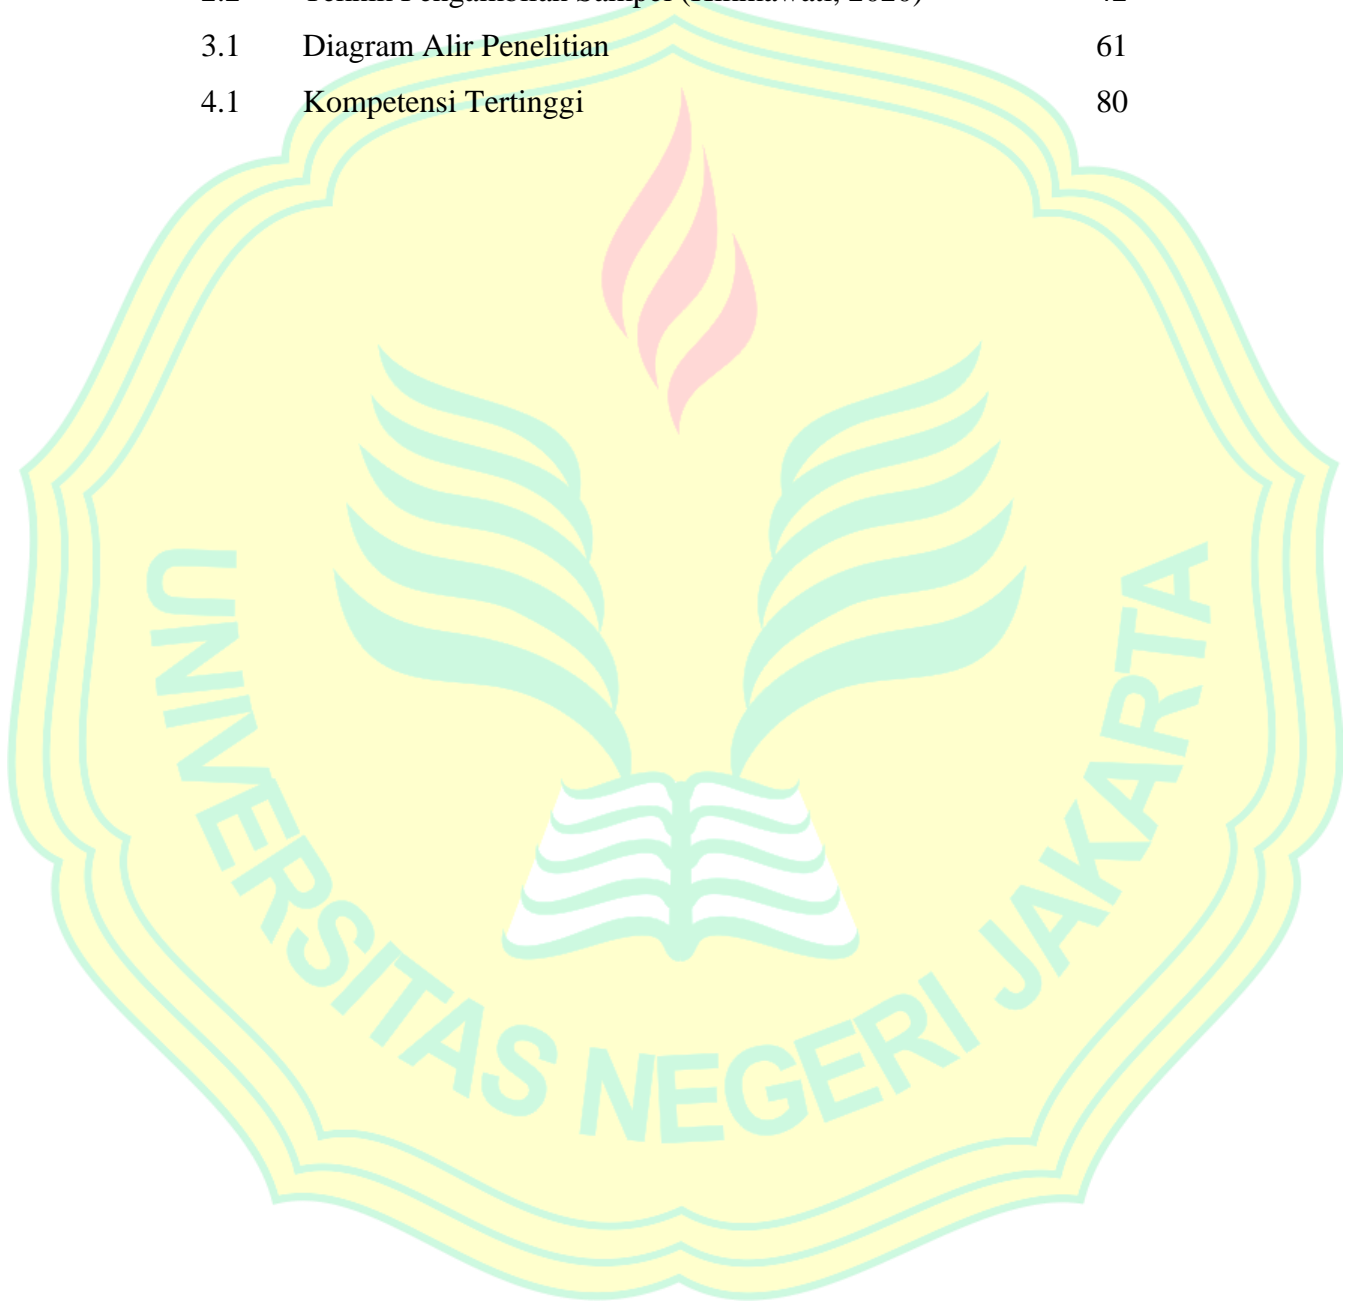 3.1 Diagram Alir Penelitian 61
4.1 Kompetensi Tertinggi 80
UNIVERSITAS NEGERI JAKARTA